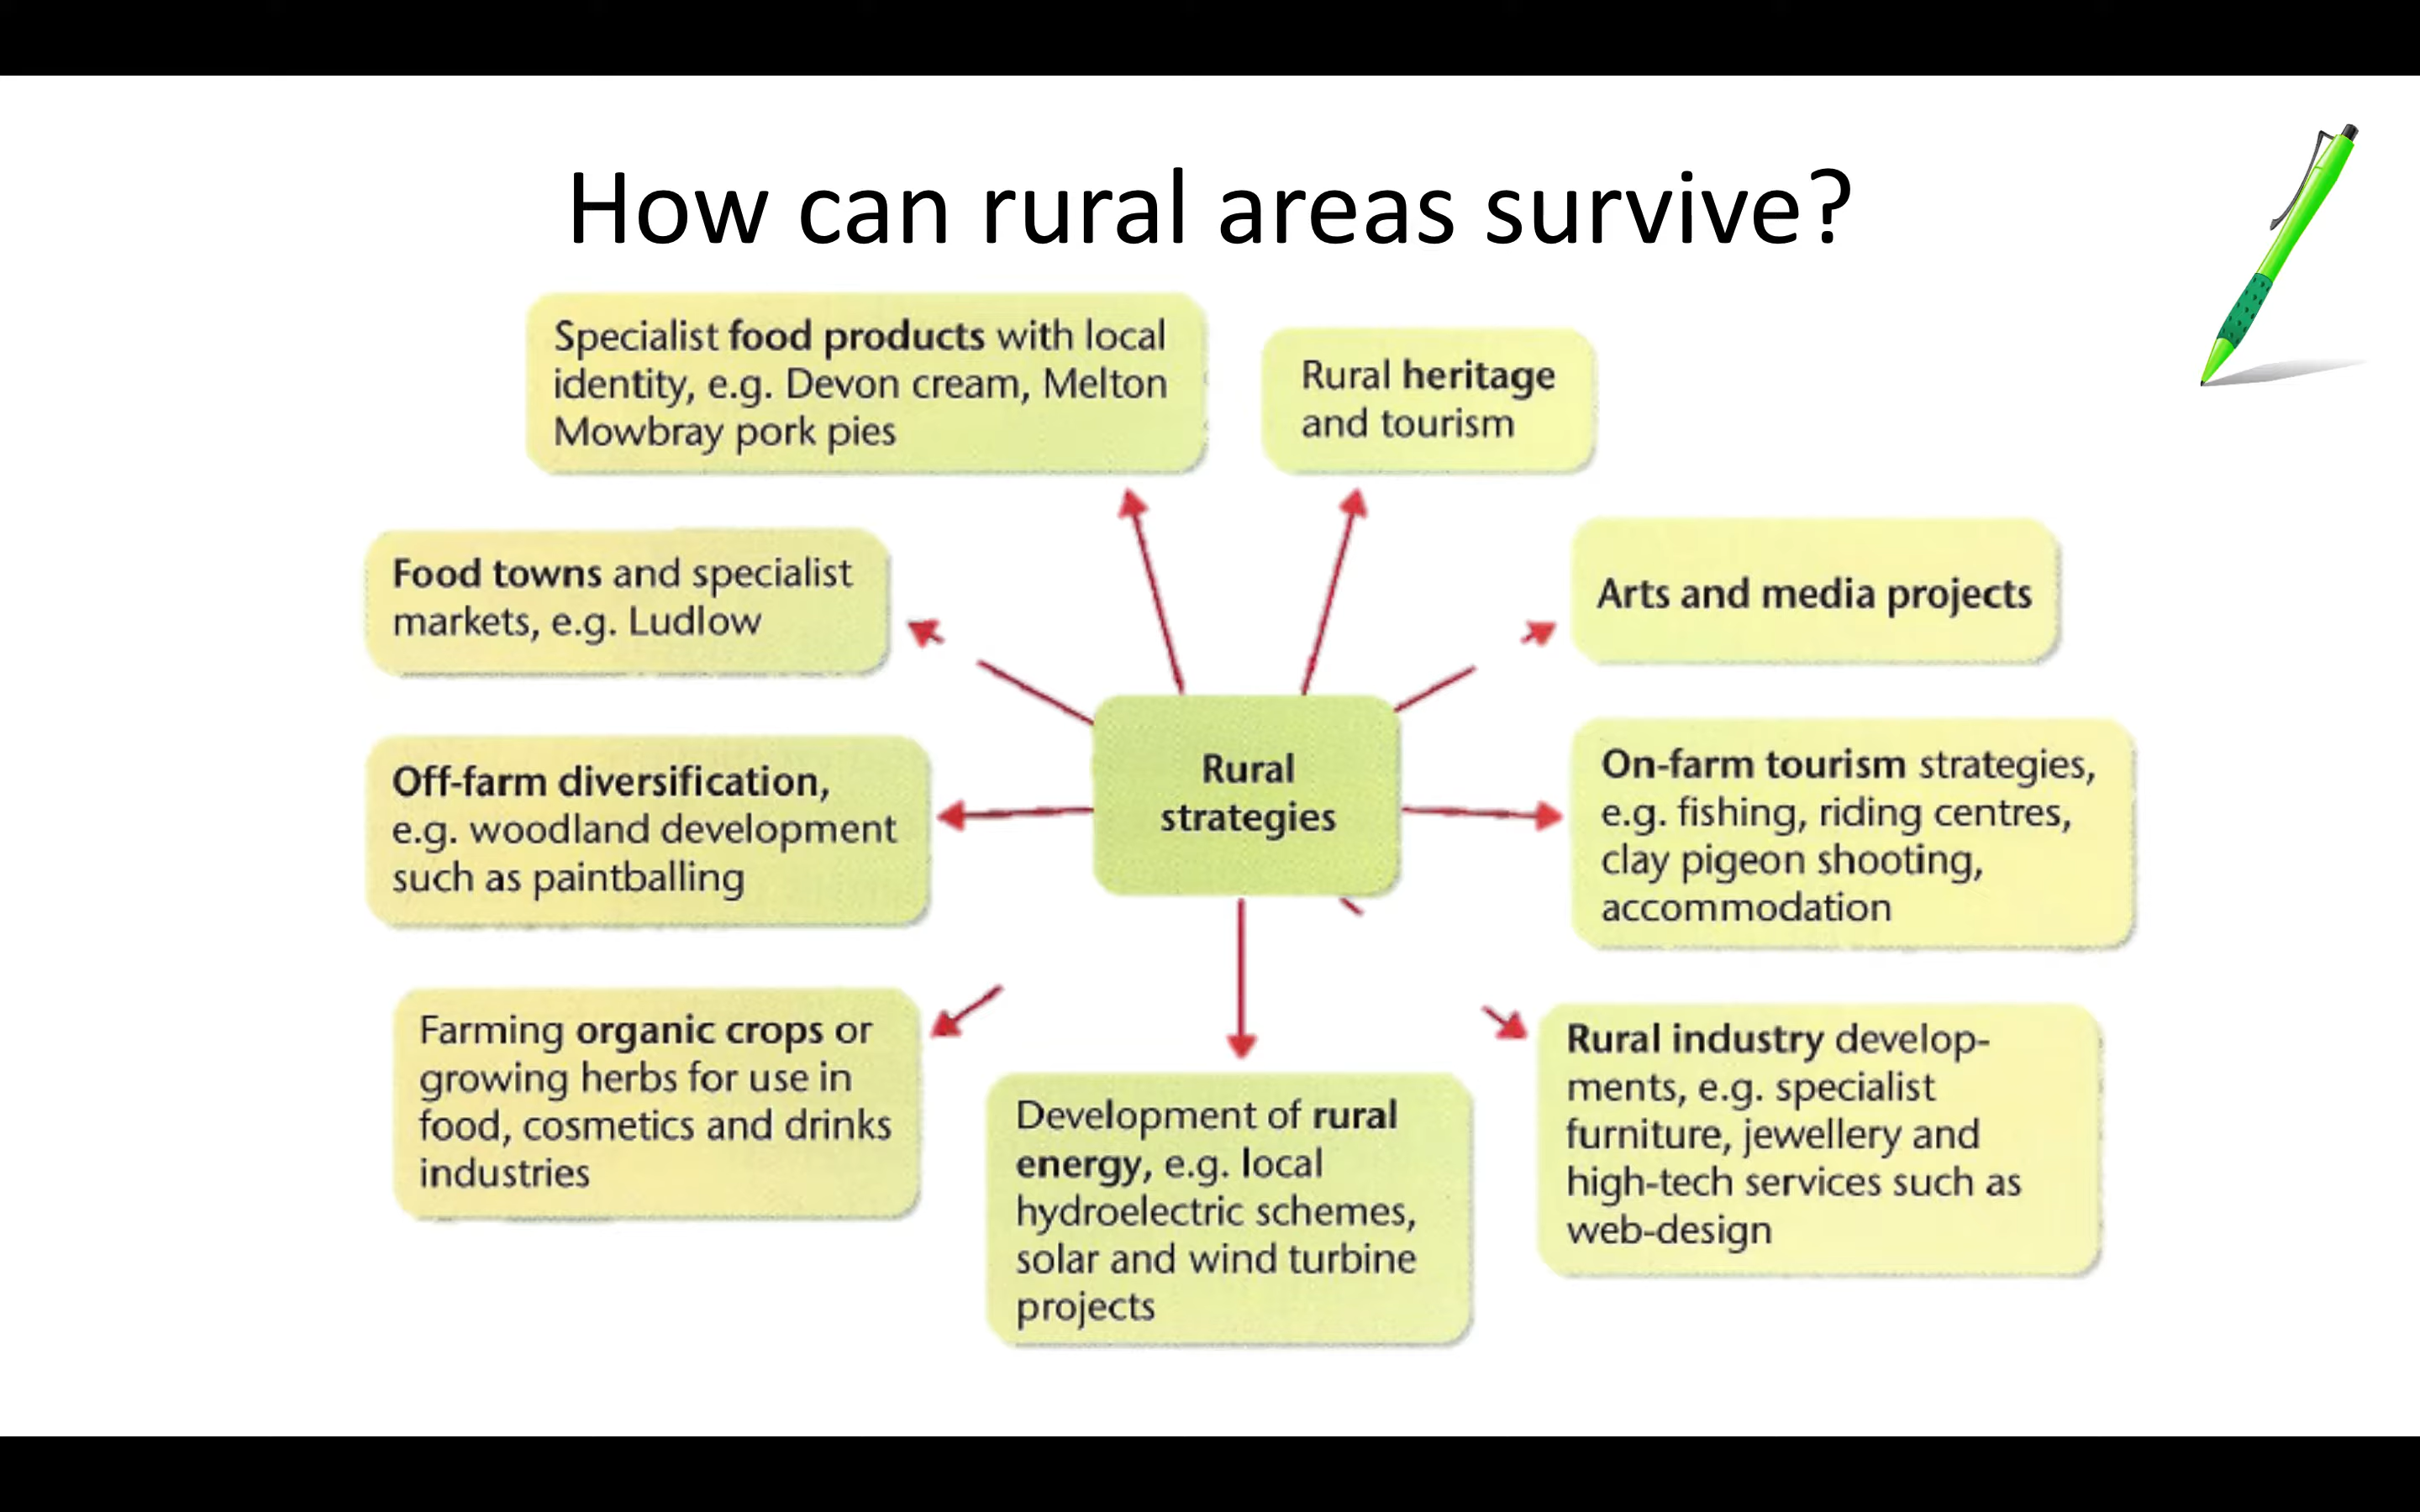 How can rural areas survive?
Specialist food products with local
identity, e.g. Devon cream, Melton
Mowbray pork pies
Rural heritage
and tourism
Food towns and specialist
markets, e.g. Ludlow
Arts and media projects
Off-farm diversification,
e.g. woodland development
such as paintballing
Rural
strategies
On-farm tourism strategies,
e.g. fishing, riding centres,
clay pigeon shooting,
accommodation
Farming organic crops or
growing herbs for use in
food, cosmetics and drinks
industries
Development of rural
energy, e.g. local
hydroelectric schemes,
solar and wind turbine
projects
Rural industry develop-
ments, e.g. specialist
furniture, jewellery and
high-tech services such as
web-design